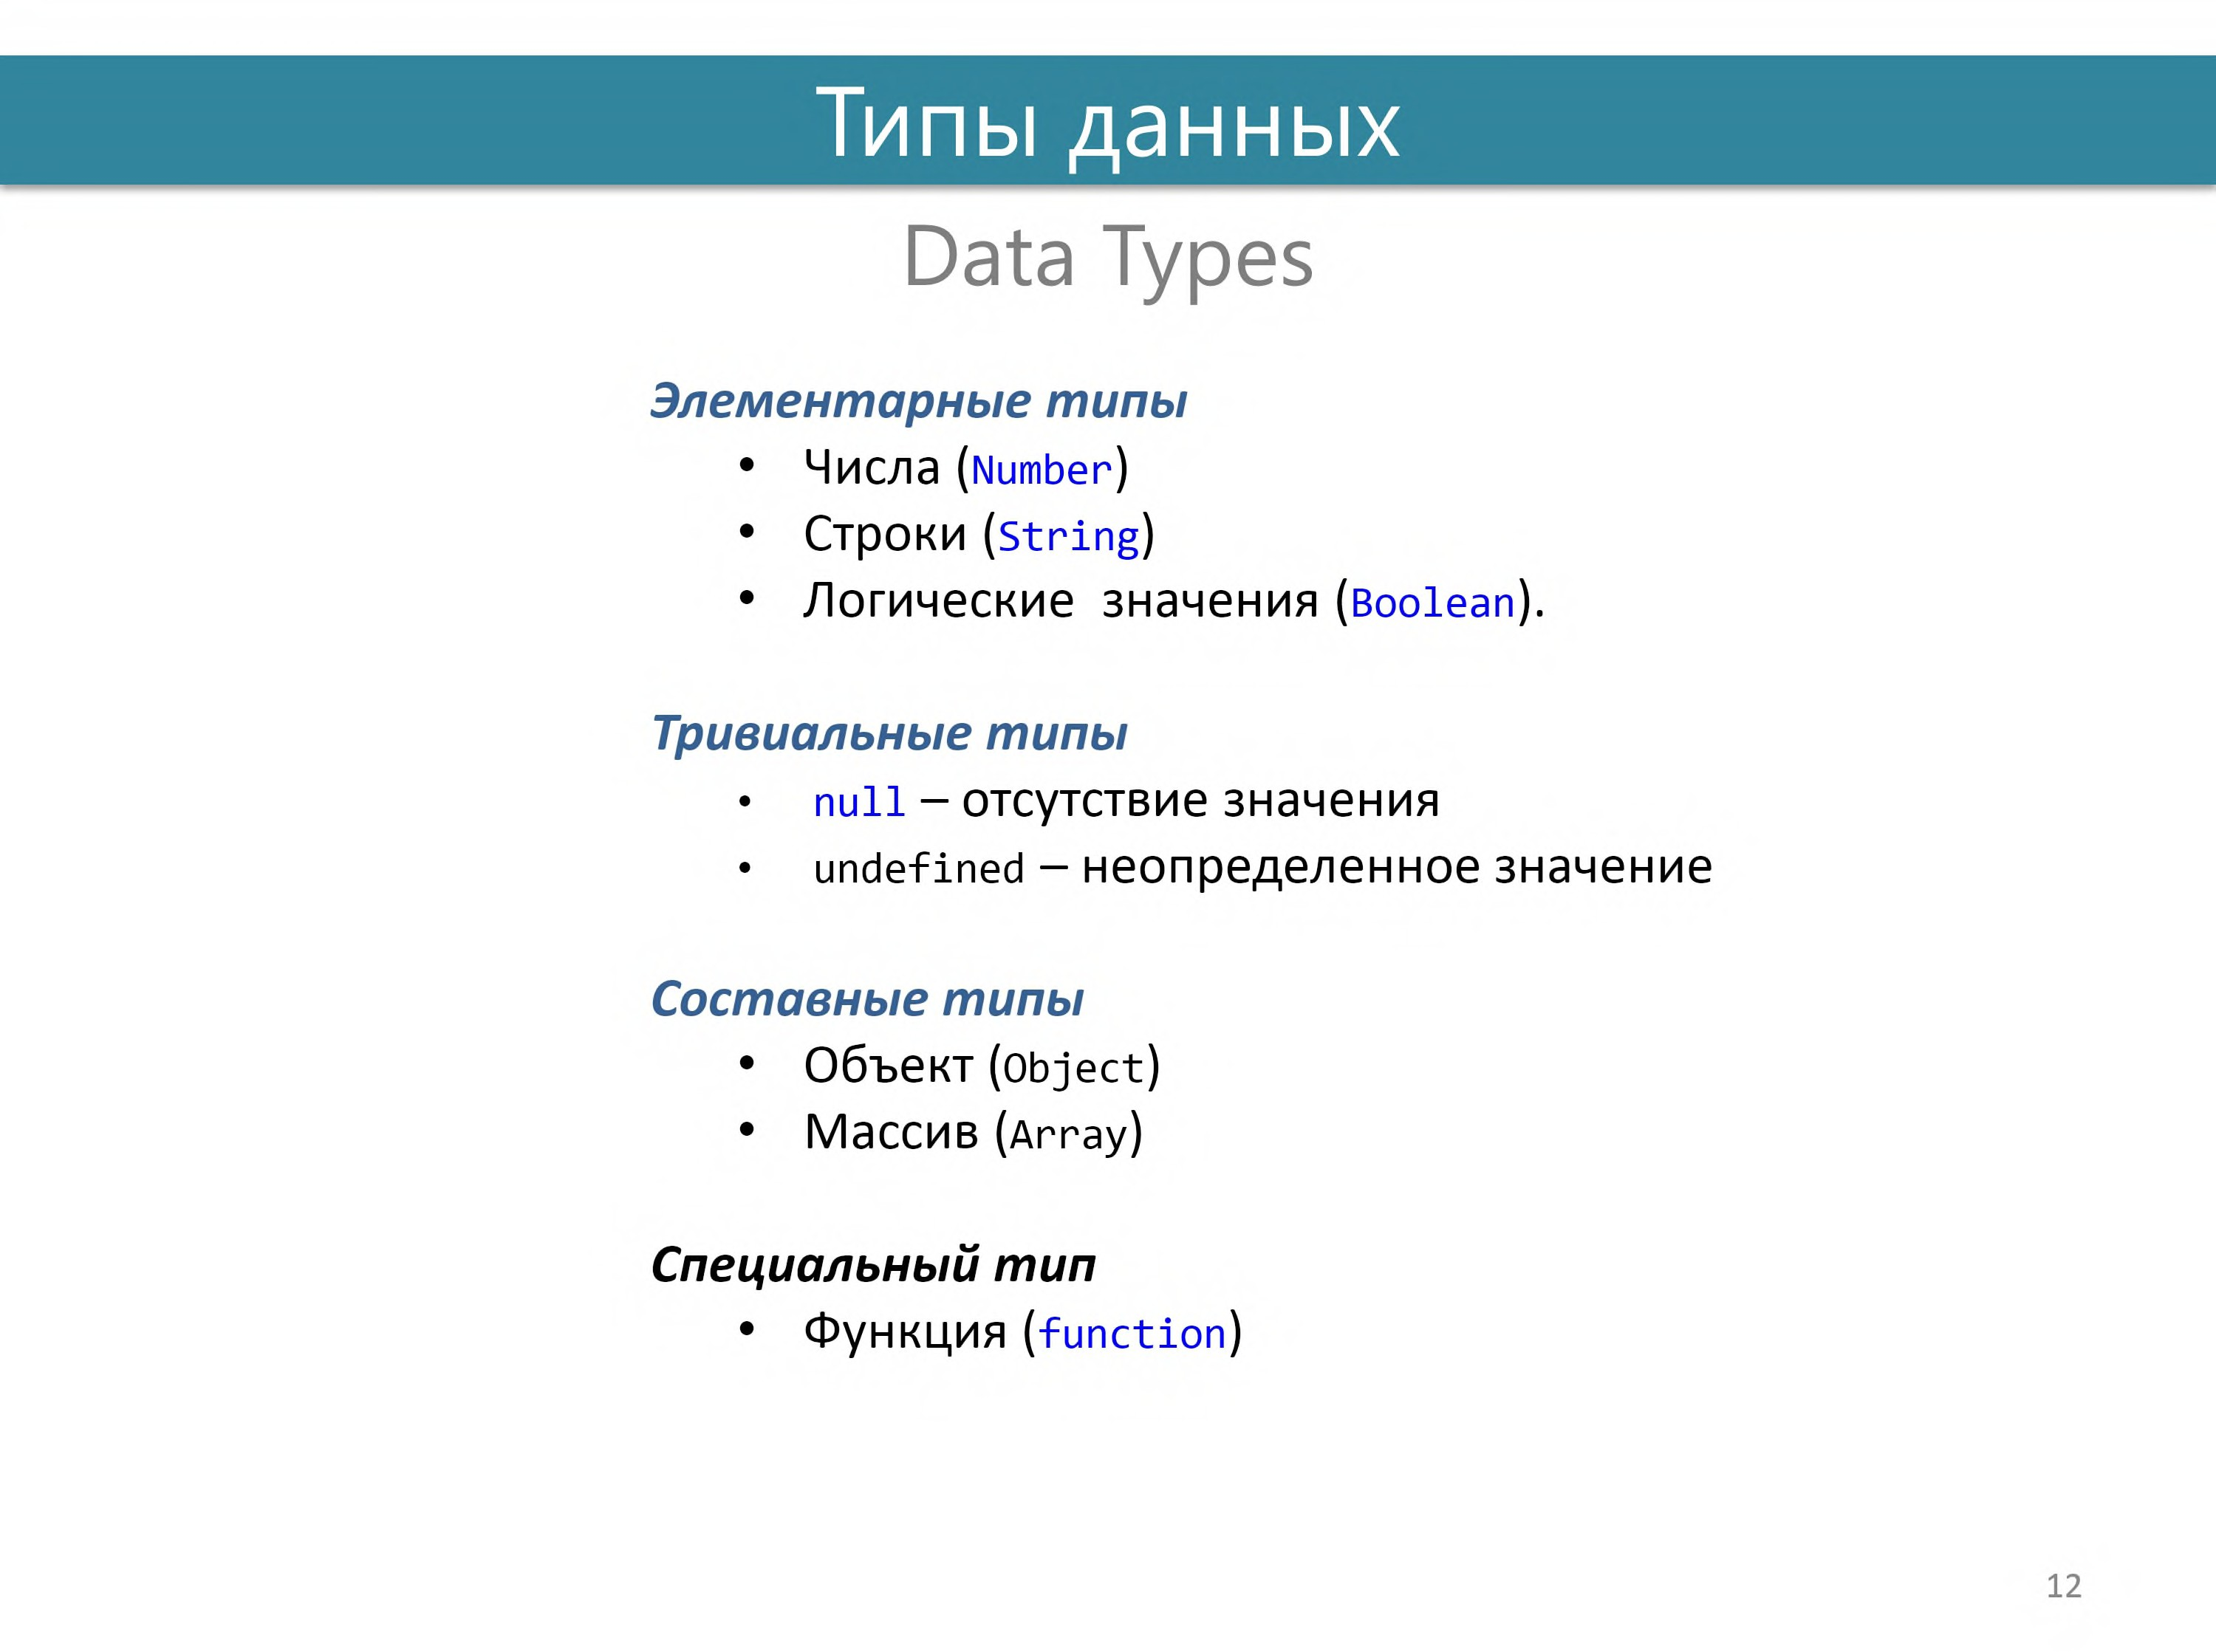 Типы данных
Data Types
Элементарные типы
• Числа (Number)
• Строки (String)
• Логические значения (Boolean).
Тривиальные типы
• null – отсутствие значения
• undefined – неопределенное значение
Составные типы
• Объект (Object)
• Массив (Array)
Специальный тип
• Функция (function)
12